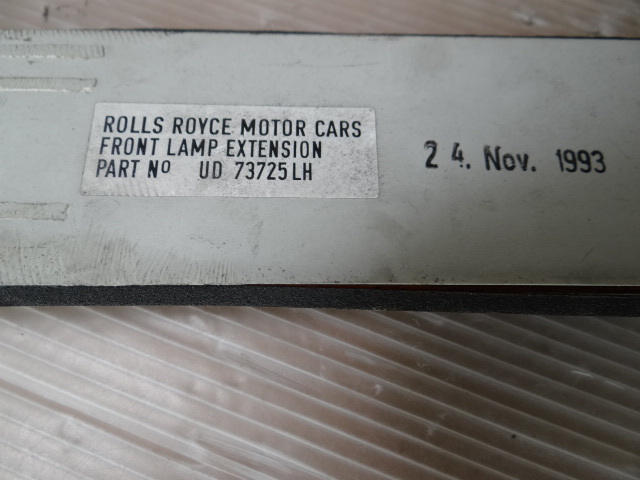 ROLLS ROYCE MOTOR CARS
FRONT LAMP EXTENSION
PART Nº UD 73725 LH
24. Nov. 1993